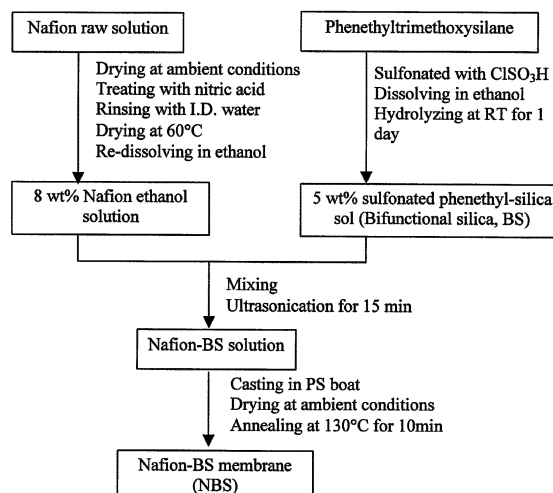 Nafion raw solution
Phenethyltrimethoxysilane
Drying at ambient conditions
Treating with nitric acid
Rinsing with I.D. water
Drying at 60°C
Re-dissolving in ethanol
Sulfonated with ClSO3H
Dissolving in ethanol
Hydrolyzing at RT for 1
day
8 wt% Nafion ethanol
solution
5 wt% sulfonated phenethyl-silica
sol (Bifunctional silica, BS)
Mixing
Ultrasonication for 15 min
Nafion-BS solution
Casting in PS boat
Drying at ambient conditions
Annealing at 130°C for 10min
Nafion-BS membrane
(NBS)